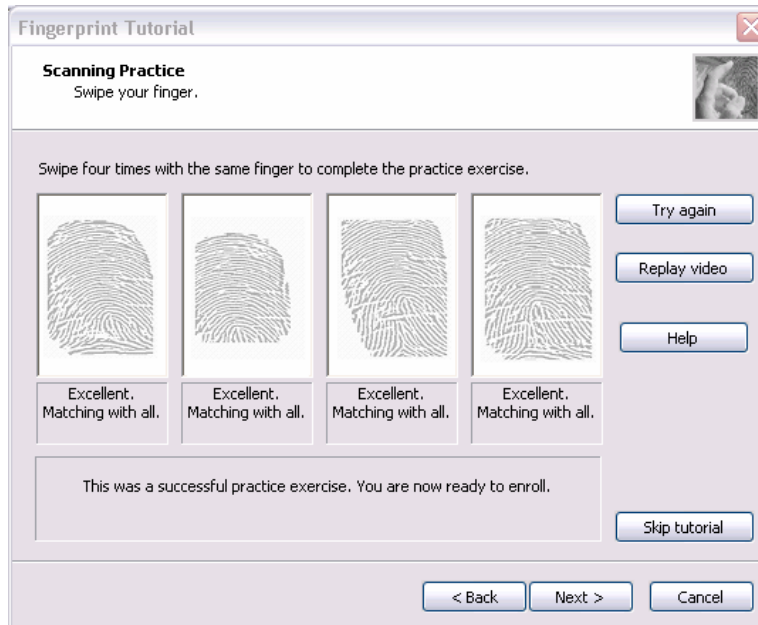 Fingerprint Tutorial
Scanning Practice
Swipe your finger.
Swipe four times with the same finger to complete the practice exercise.
Try again
Replay video
Help
Excellent.
Matching with all.
Excellent.
Matching with all.
Excellent.
Matching with all.
Excellent.
Matching with all.
This was a successful practice exercise. You are now ready to enroll.
Skip tutorial
< Back
Next >
Cancel